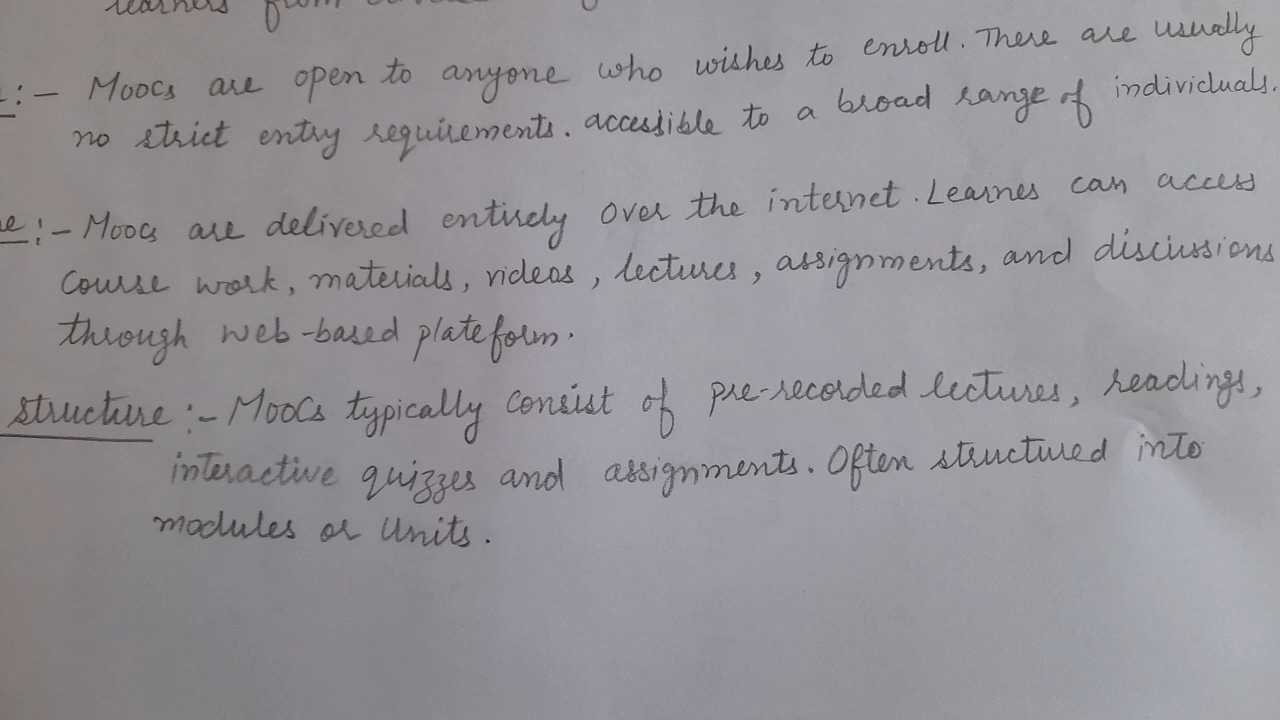 learners from
:- Moocs are open to anyone who wishes to enroll. There are usually
no strict entry requirements. accessible to a broad range of individuals.
e:- Moocs are delivered entirely over the internet. Learnes can access
course work, materials, videos, lectures, assignments, and discussions
through web-based plateform.
structure:- MOOCs typically consist of pre-recorded lectures, readings,
interactive quizzes and assignments. Often structured into
modules or Units.